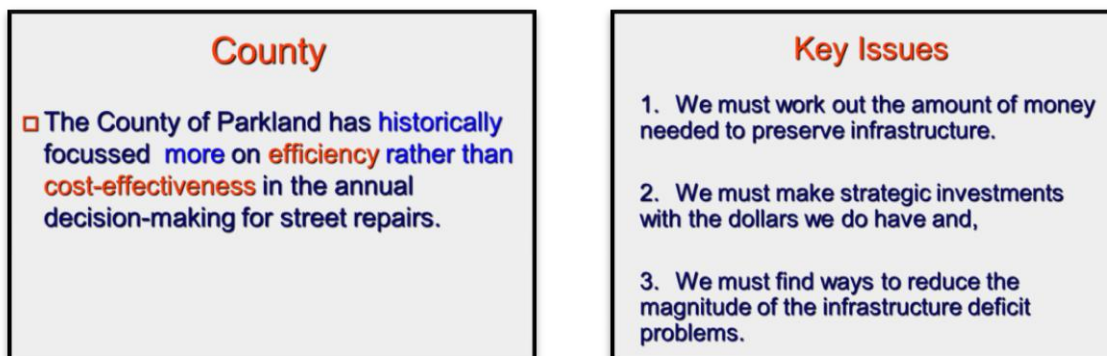 County
The County of Parkland has historically
focussed more on efficiency rather than
cost-effectiveness in the annual
decision-making for street repairs.
Key Issues
1. We must work out the amount of money
needed to preserve infrastructure.
2. We must make strategic investments
with the dollars we do have and,
3. We must find ways to reduce the
magnitude of the infrastructure deficit
problems.